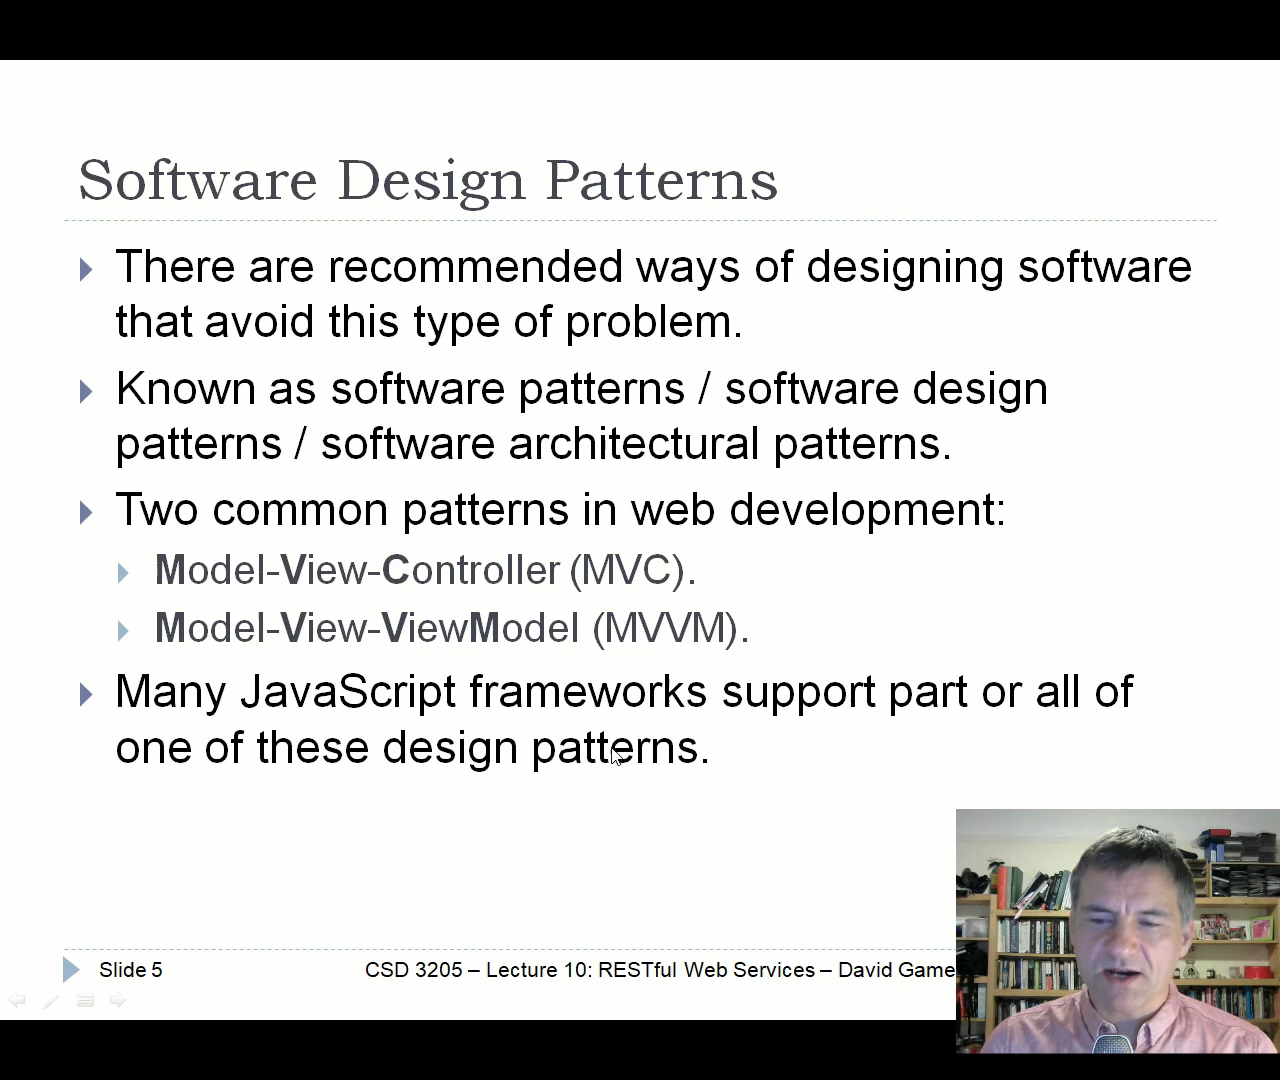 Software Design Patterns
There are recommended ways of designing software
that avoid this type of problem.
Known as software patterns / software design
patterns / software architectural patterns.
Two common patterns in web development:
Model-View-Controller (MVC).
Model-View-ViewModel (MVVM).
Many JavaScript frameworks support part or all of
one of these design patterns.
Slide 5
CSD 3205 – Lecture 10: RESTful Web Services – David Game